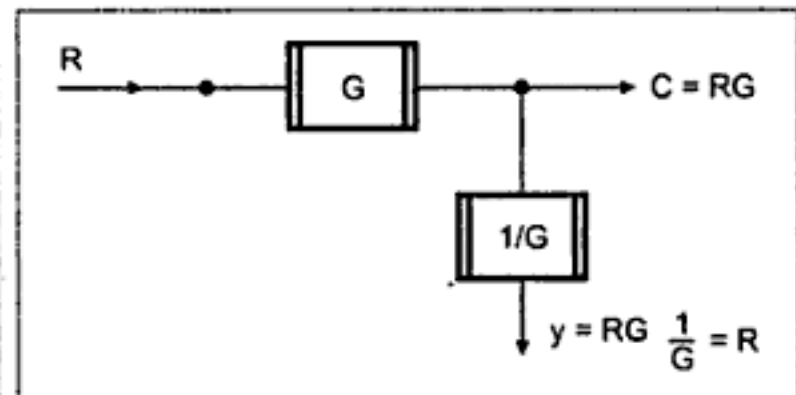 R
G
C = RG
1/G
y = RG 1/G = R